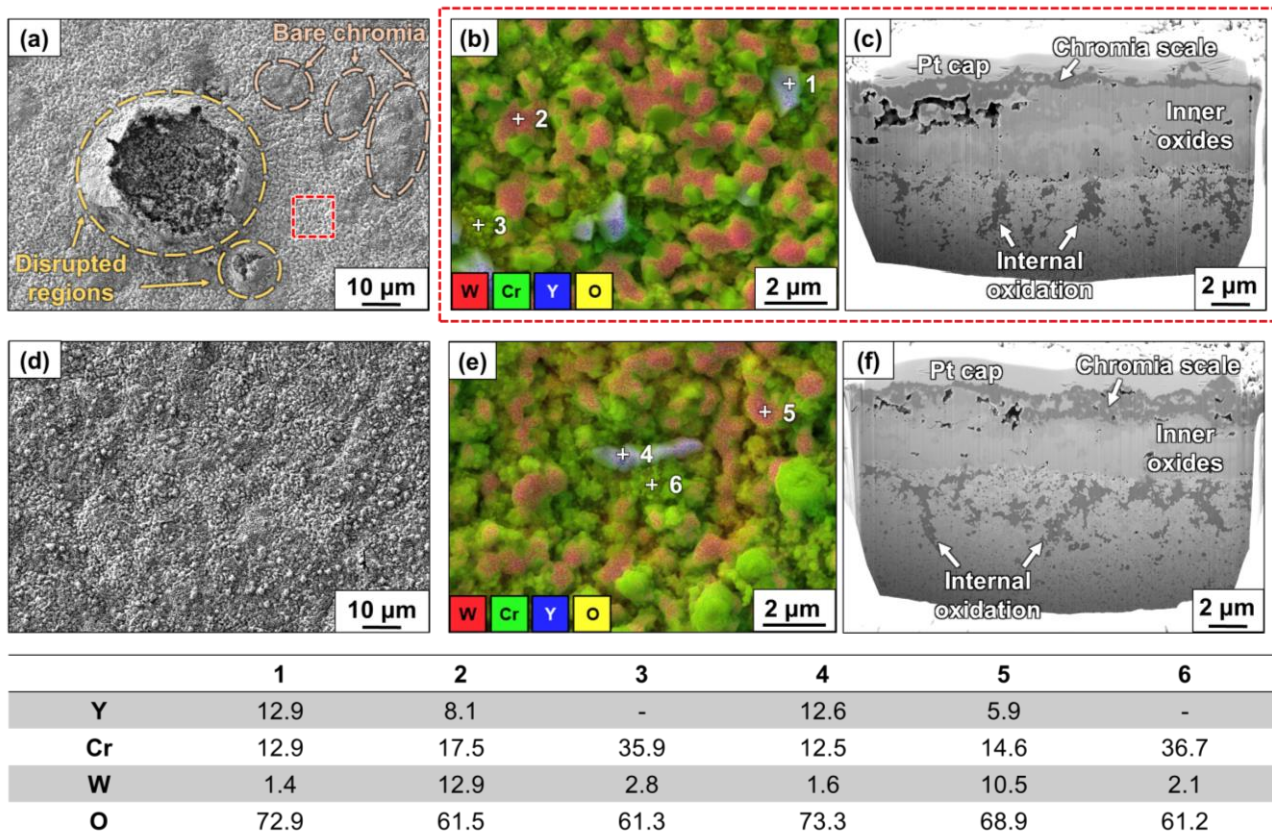 (a)
Bare chromia
Disrupted
regions
10 μm
(b)
1
2
3
W Cr Y O
2 μm
(c)
Pt cap
Chromia scale
Inner
oxides
Internal
oxidation
2 μm
(d)
10 μm
(e)
5
4
6
W Cr Y O
2 μm
(f)
Pt cap
Chromia scale
Inner
oxides
Internal
oxidation
2 μm
1 2 3 4 5 6
Y 12.9 8.1 - 12.6 5.9 -
Cr 12.9 17.5 35.9 12.5 14.6 36.7
W 1.4 12.9 2.8 1.6 10.5 2.1
O 72.9 61.5 61.3 73.3 68.9 61.2